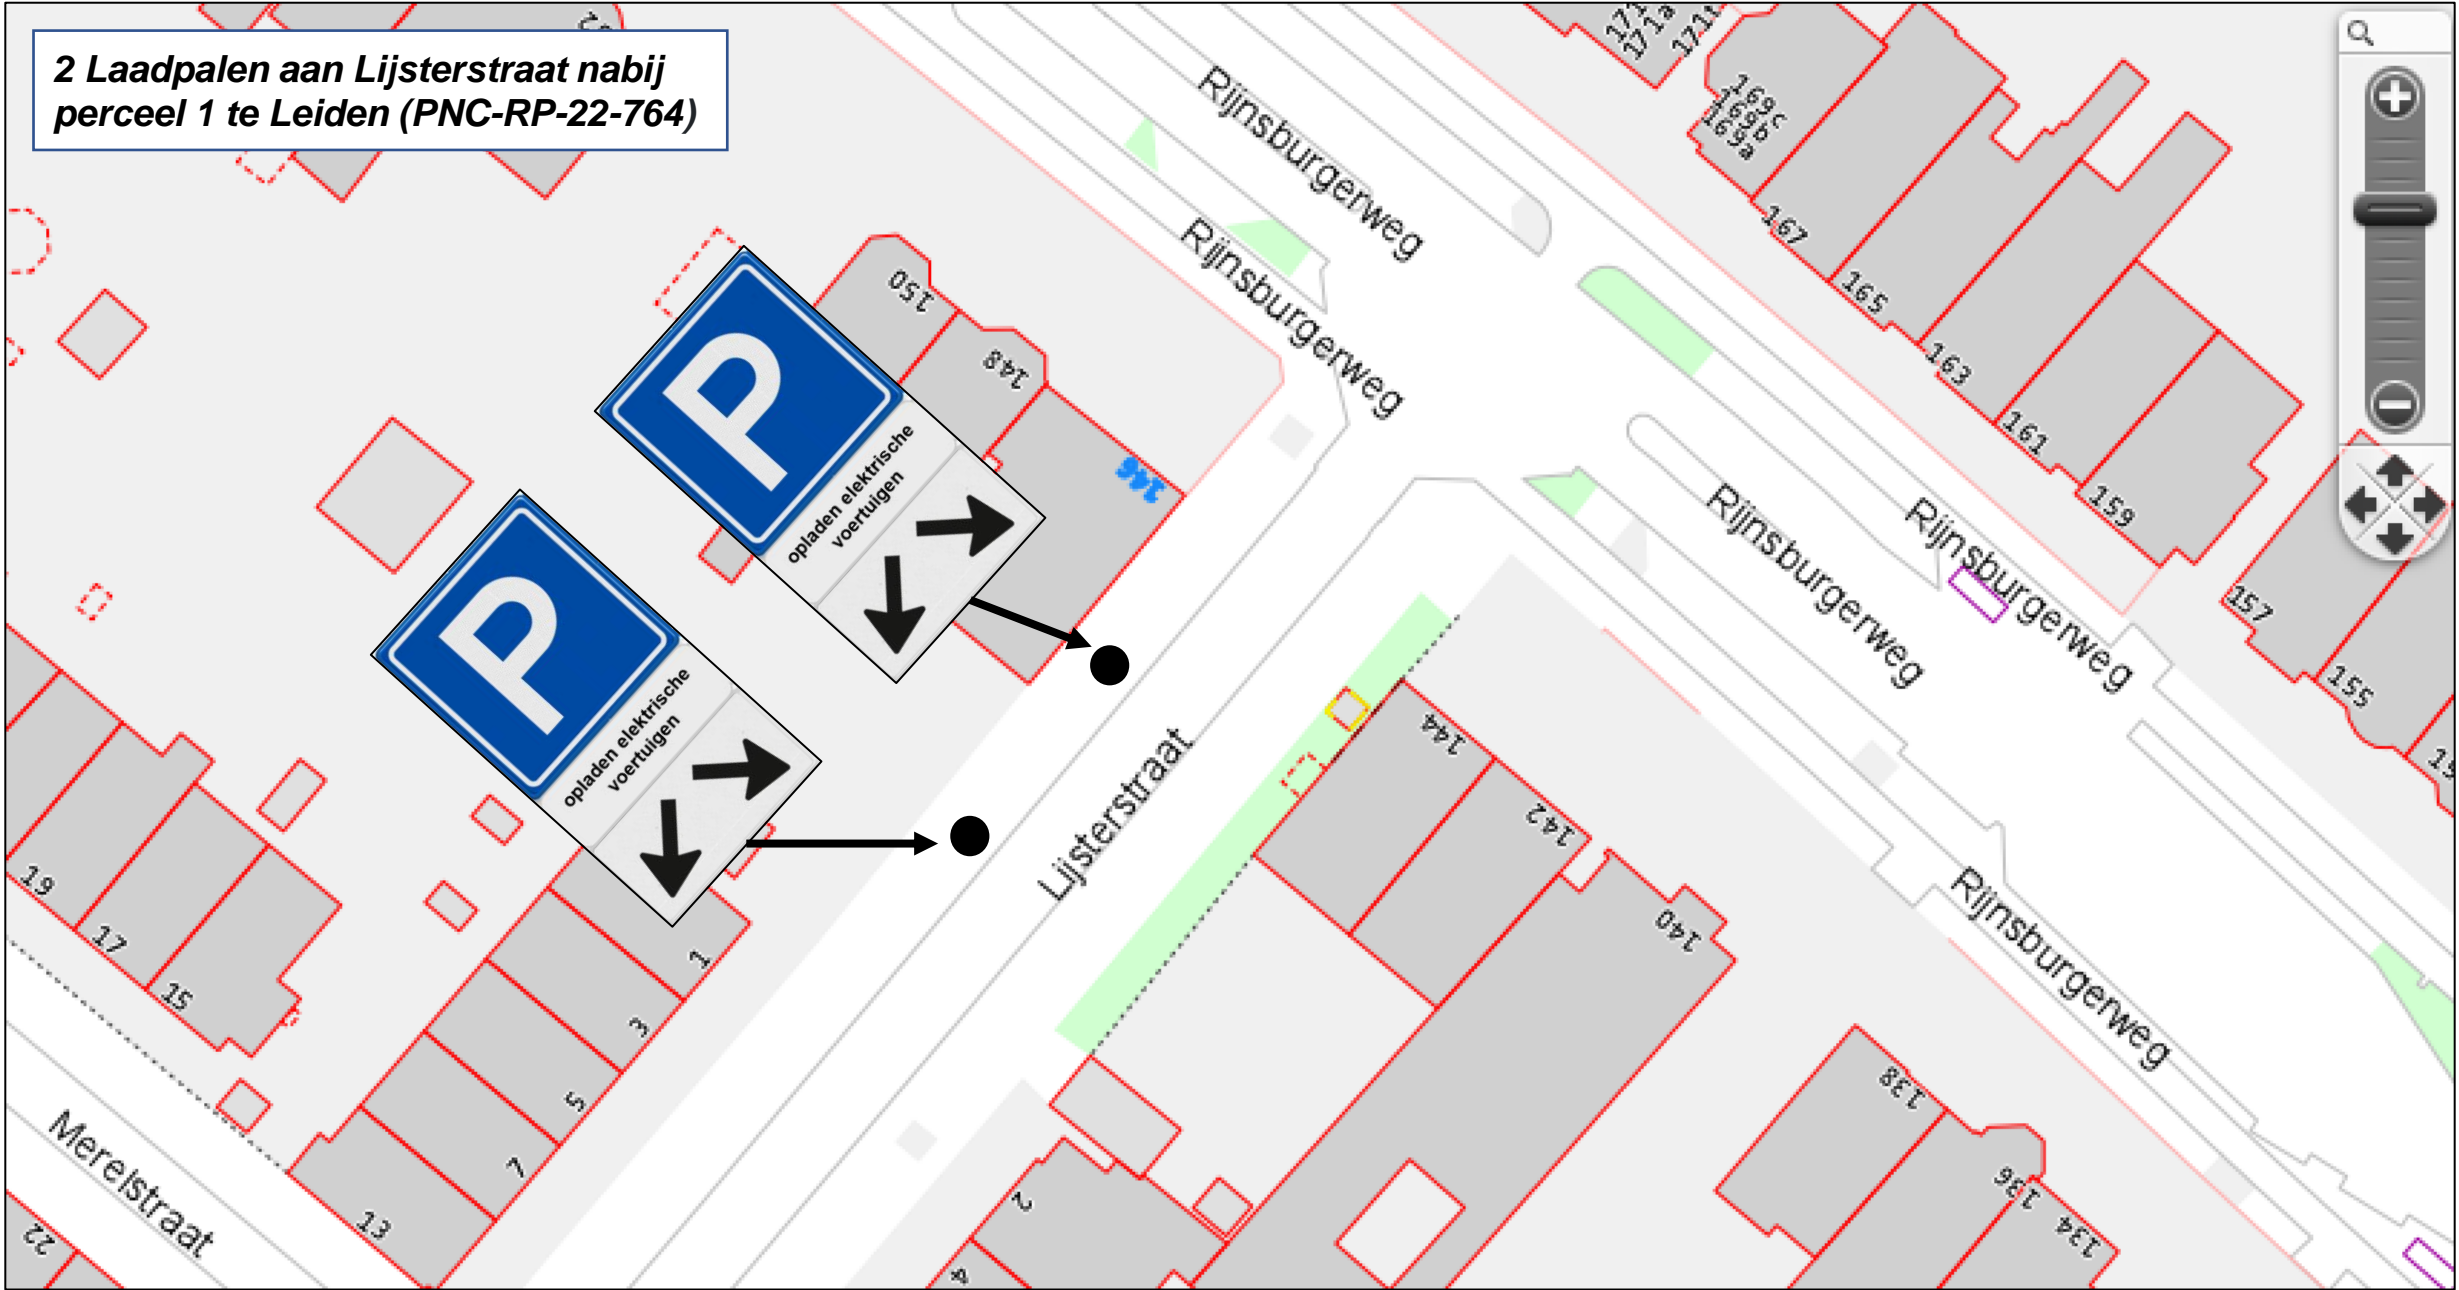 2 Laadpalen aan Lijsterstraat nabij
perceel 1 te Leiden (PNC-RP-22-764)
171a
169c
169b
169a
167
165
163
161
159
157
155
Rijnsburgerweg
Rijnsburgerweg
Rijnsburgerweg
Rijnsburgerweg
Rijnsburgerweg
150
148
146
P
opladen elektrische
voertuigen
P
opladen elektrische
voertuigen
Lijsterstraat
144
142
140
138
136
134
19
17
15
13
1
3
5
7
2
4
22
Merelstraat